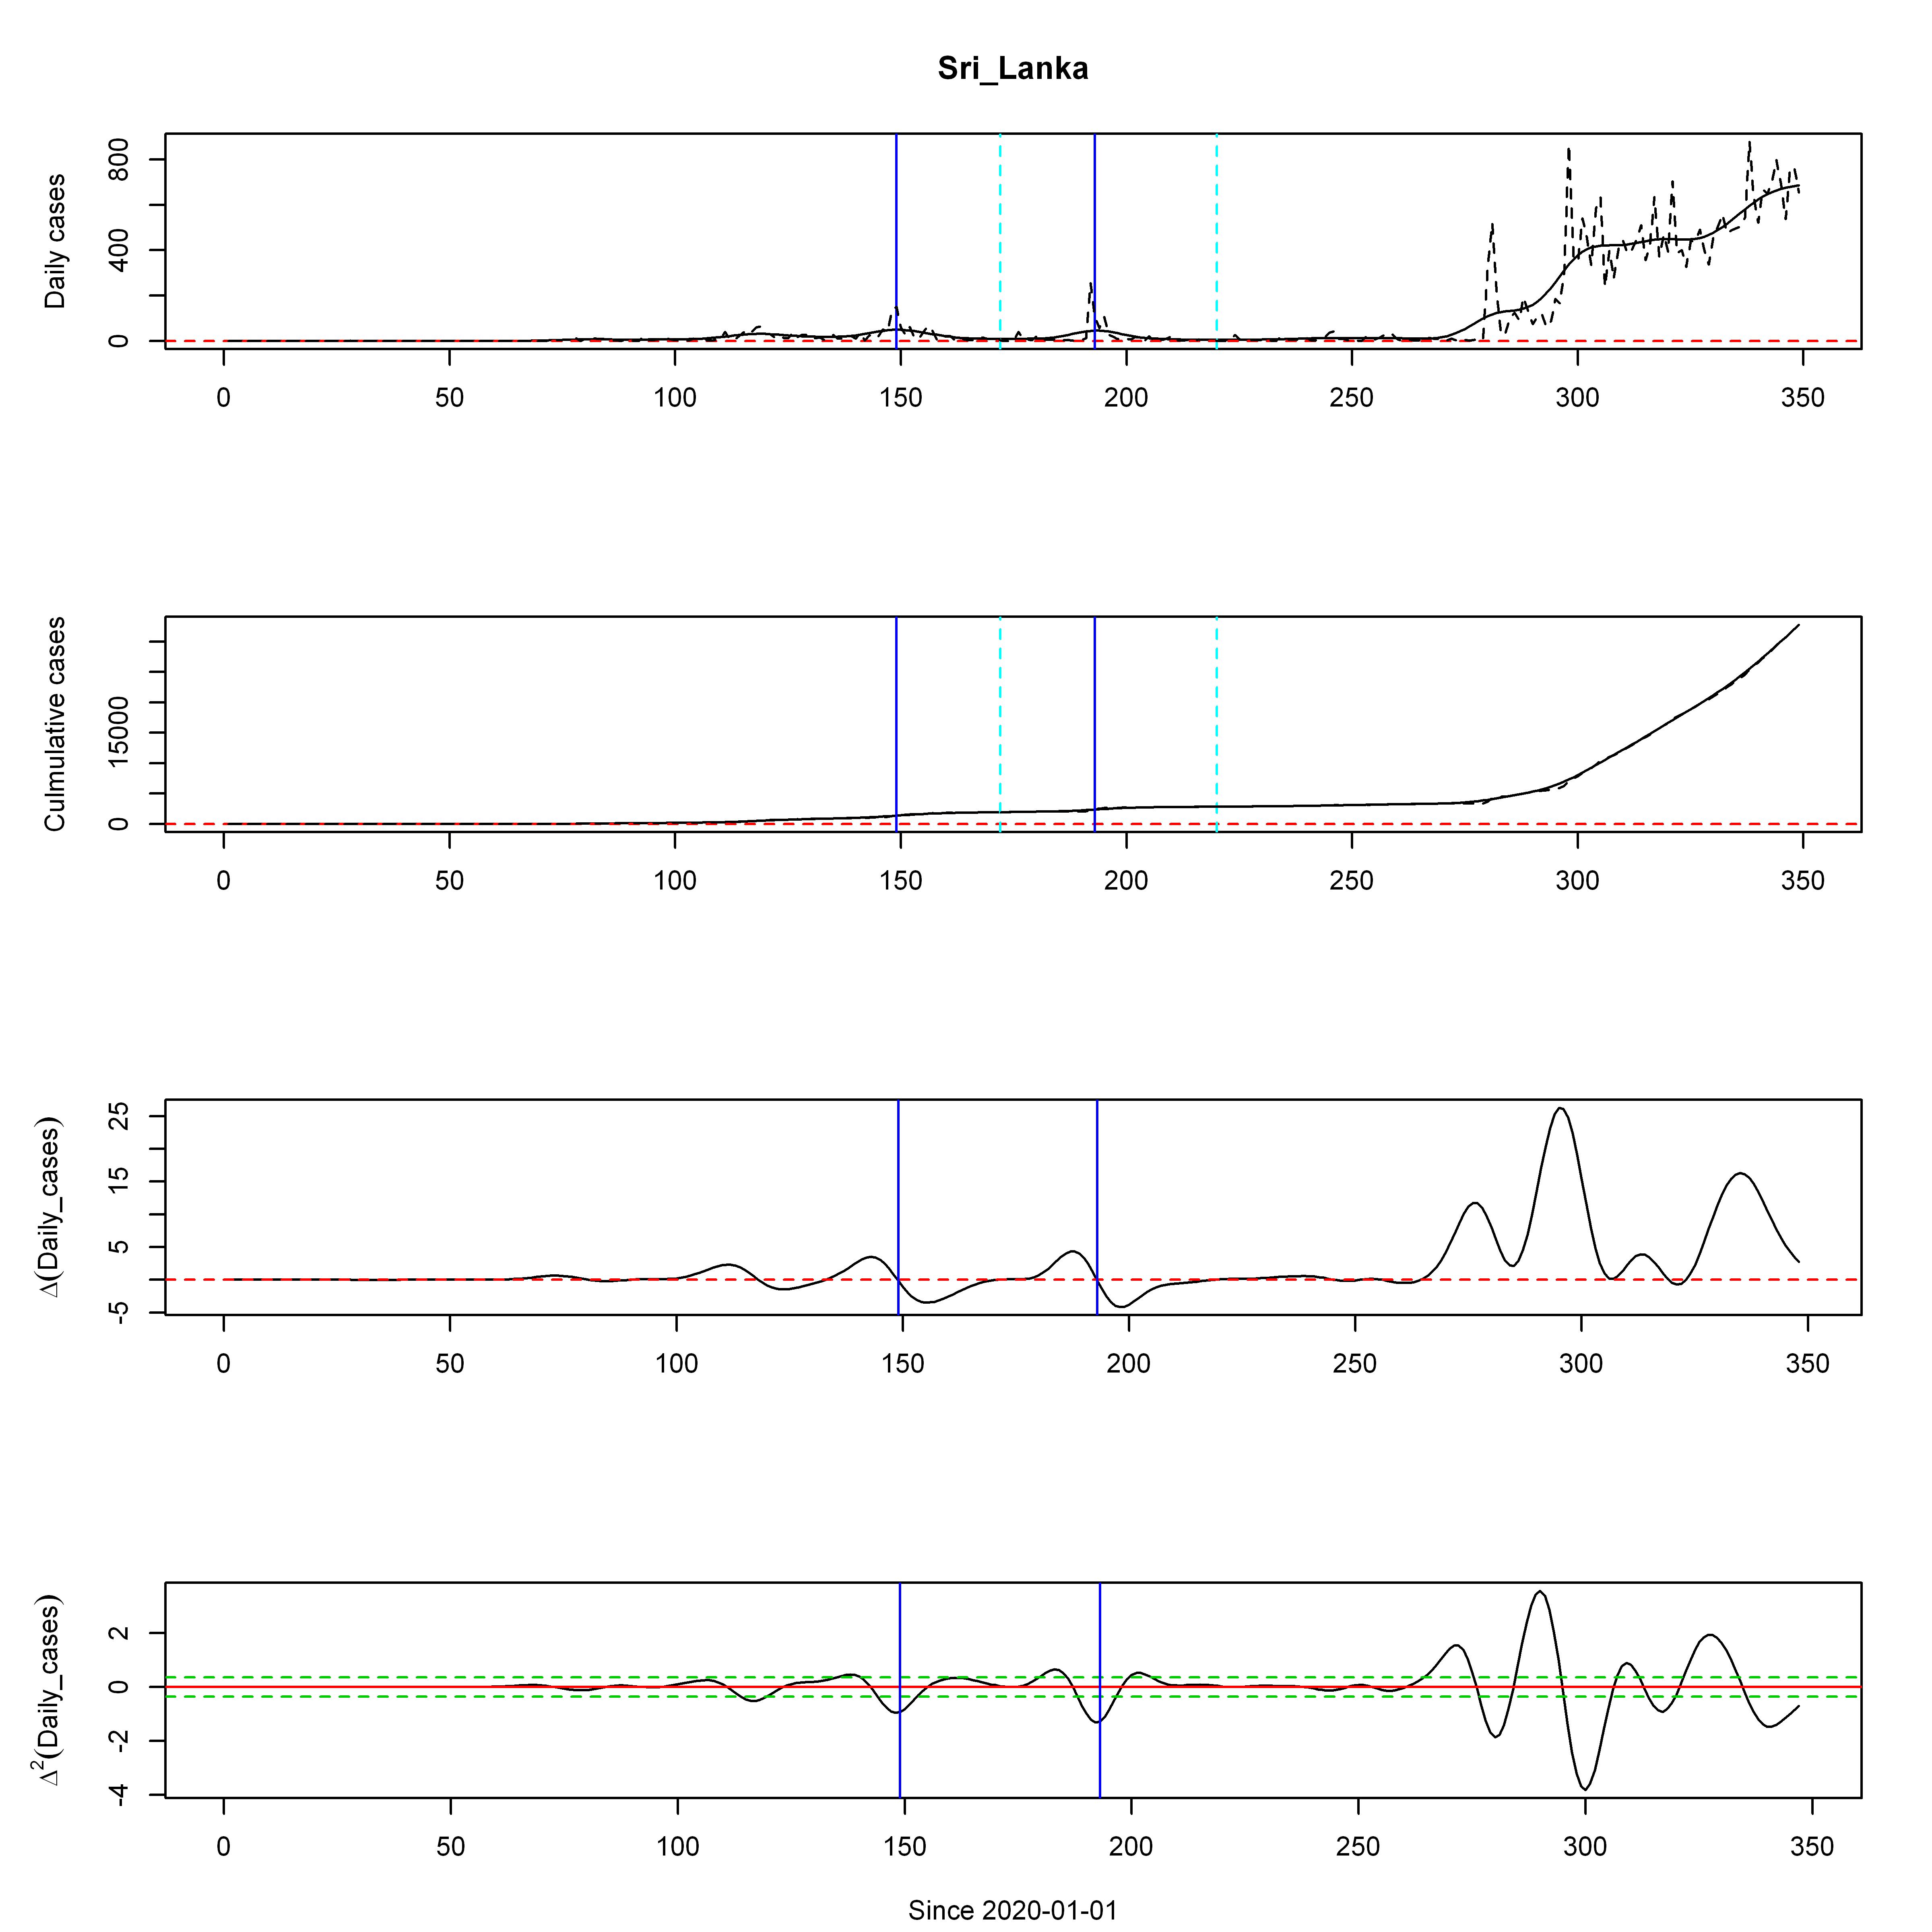 Sri_Lanka
Daily cases
0 400 800
0 50 100 150 200 250 300 350
Culmulative cases
0 15000
0 50 100 150 200 250 300 350
Δ(Daily_cases)
-5 5 15 25
0 50 100 150 200 250 300 350
Δ²(Daily_cases)
-4 -2 0 2
0 50 100 150 200 250 300 350
Since 2020-01-01